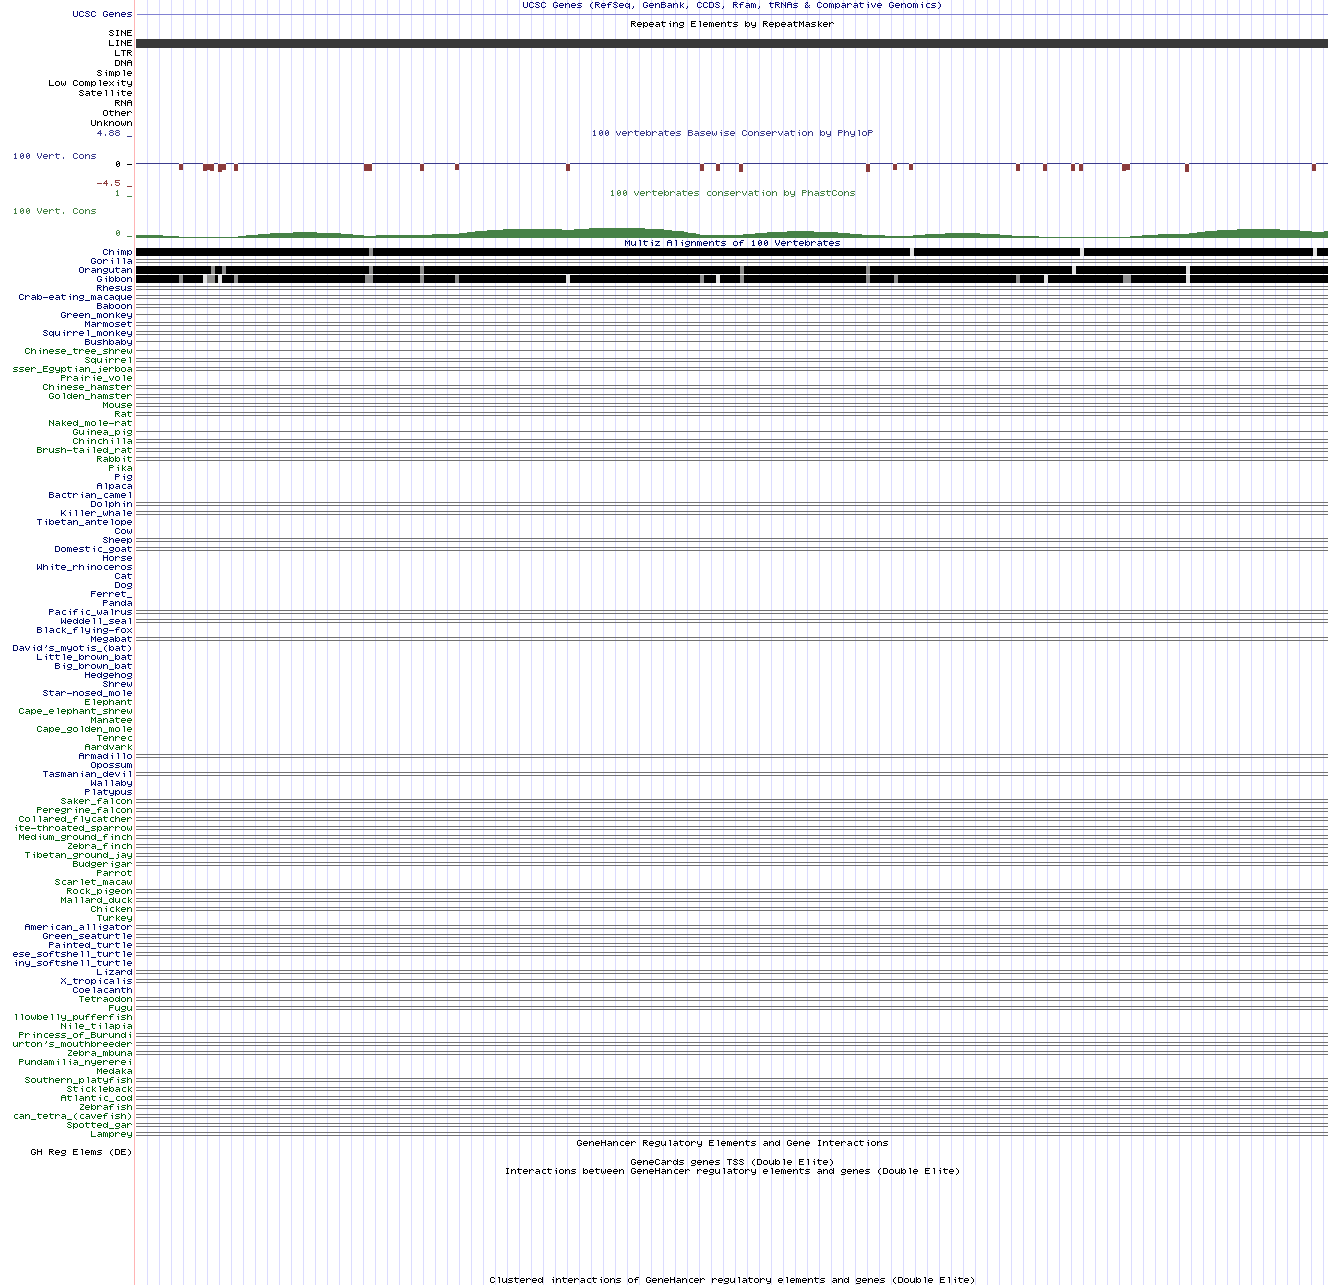 UCSC Genes (RefSeq, GenBank, CCDS, Rfam, tRNAs & Comparative Genomics)
UCSC Genes
Repeating Elements by RepeatMasker
SINE
LINE
LTR
DNA
Simple
Low Complexity
Satellite
RNA
Other
Unknown
4.88 _
100 vertebrates Basewise Conservation by PhyloP
100 Vert. Cons
0 _
-4.5 _
1 _
100 vertebrates conservation by PhastCons
100 Vert. Cons
0 _
Multiz Alignments of 100 Vertebrates
Chimp
Gorilla
Orangutan
Gibbon
Rhesus
Crab-eating_macaque
Baboon
Green_monkey
Marmoset
Squirrel_monkey
Bushbaby
Chinese_tree_shrew
Squirrel
sser_Egyptian_jerboa
Prairie_vole
Chinese_hamster
Golden_hamster
Mouse
Rat
Naked_mole-rat
Guinea_pig
Chinchilla
Brush-tailed_rat
Rabbit
Pika
Pig
Alpaca
Bactrian_camel
Dolphin
Killer_whale
Tibetan_antelope
Cow
Sheep
Domestic_goat
Horse
White_rhinoceros
Cat
Dog
Ferret_
Panda
Pacific_walrus
Weddell_seal
Black_flying-fox
Megabat
David's_myotis_(bat)
Little_brown_bat
Big_brown_bat
Hedgehog
Shrew
Star-nosed_mole
Elephant
Cape_elephant_shrew
Manatee
Cape_golden_mole
Tenrec
Aardvark
Armadillo
Opossum
Tasmanian_devil
Wallaby
Platypus
Saker_falcon
Peregrine_falcon
Collared_flycatcher
ite-throated_sparrow
Medium_ground_finch
Zebra_finch
Tibetan_ground_jay
Budgerigar
Parrot
Scarlet_macaw
Rock_pigeon
Mallard_duck
Chicken
Turkey
American_alligator
Green_seaturtle
Painted_turtle
ese_softshell_turtle
iny_softshell_turtle
Lizard
X_tropicalis
Coelacanth
Tetraodon
Fugu
llowbelly_pufferfish
Nile_tilapia
Princess_of_Burundi
urton's_mouthbreeder
Zebra_mbuna
Pundamilia_nyererei
Medaka
Southern_platyfish
Stickleback
Atlantic_cod
Zebrafish
can_tetra_(cavefish)
Spotted_gar
Lamprey
GeneHancer Regulatory Elements and Gene Interactions
GH Reg Elems (DE)
GeneCards genes TSS (Double Elite)
Interactions between GeneHancer regulatory elements and genes (Double Elite)
Clustered interactions of GeneHancer regulatory elements and genes (Double Elite)